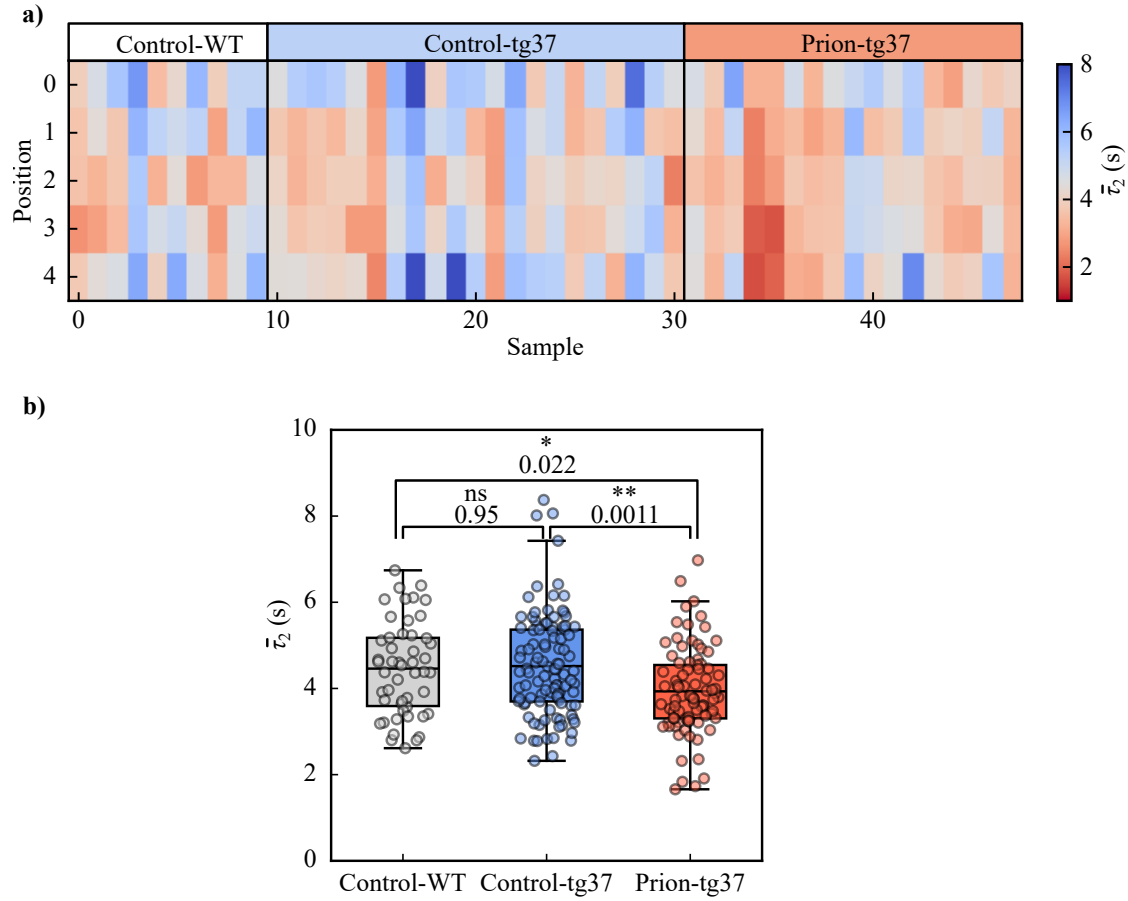 a)
Control-WT Control-tg37 Prion-tg37
Position
0
1
2
3
4
0 10 20 30 40
Sample
8
6
4
2
τ̄₂ (s)
b)
10
8
6
4
2
0
τ̄₂ (s)
*
0.022
ns **
0.95 0.0011
Control-WT Control-tg37 Prion-tg37